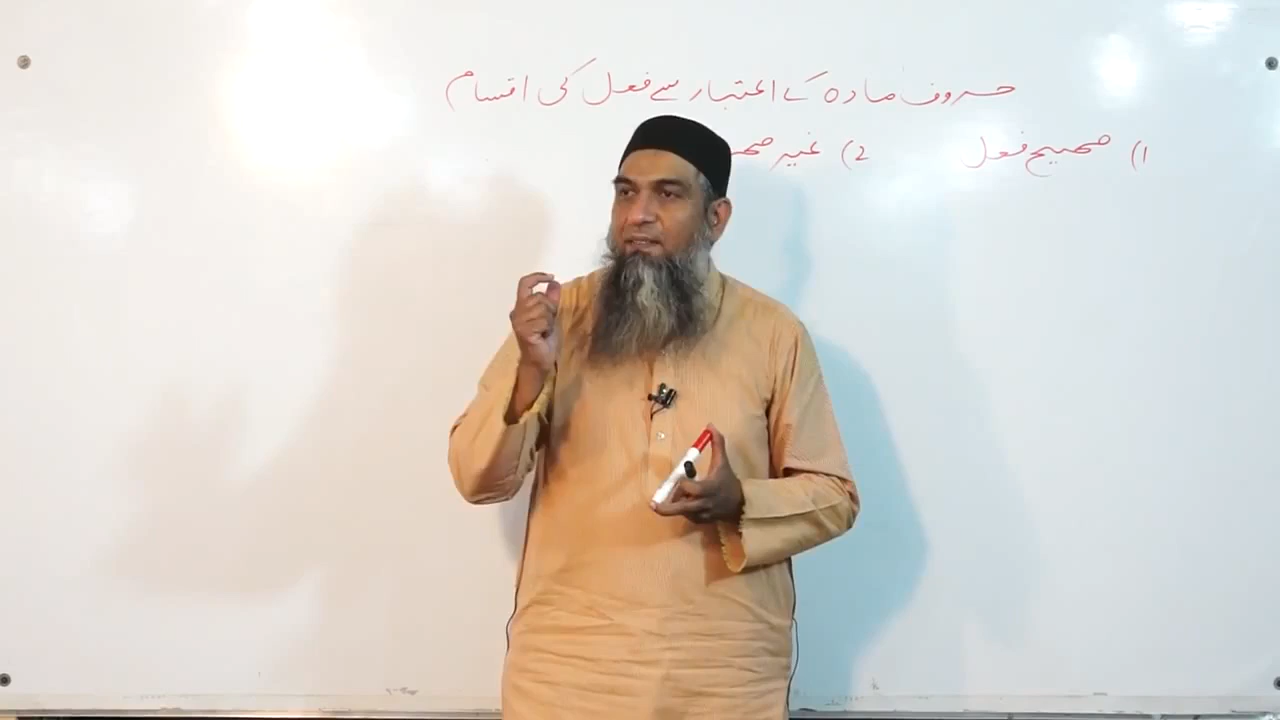 حروف مادہ کے اعتبار سے فعل کی اقسام
1) صحیح فعل 2) غیر